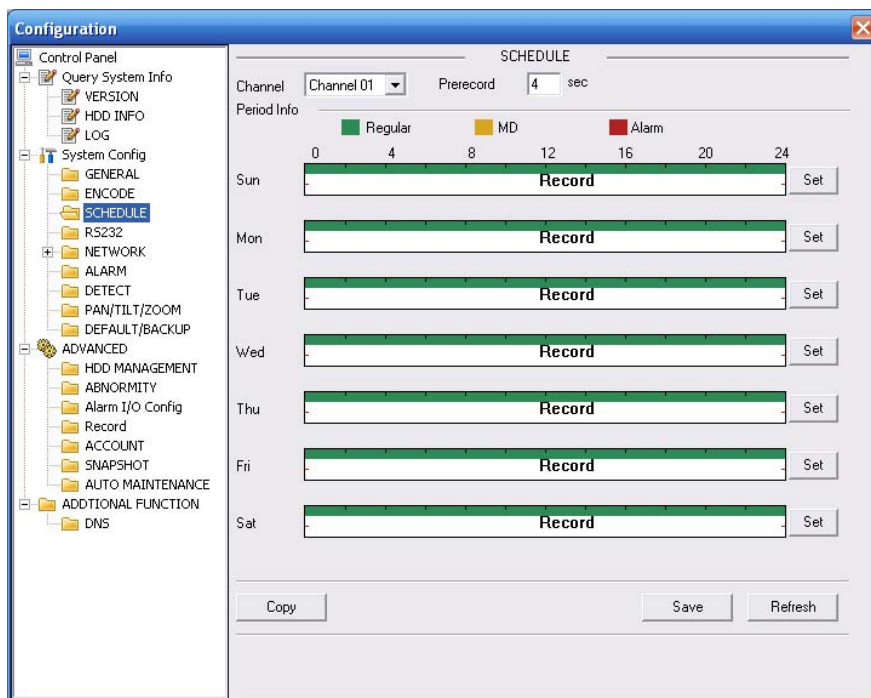 Configuration
Control Panel
Query System Info
VERSION
HDD INFO
LOG
System Config
GENERAL
ENCODE
SCHEDULE
RS232
NETWORK
ALARM
DETECT
PAN/TILT/ZOOM
DEFAULT/BACKUP
ADVANCED
HDD MANAGEMENT
ABNORMITY
Alarm I/O Config
Record
ACCOUNT
SNAPSHOT
AUTO MAINTENANCE
ADDTIONAL FUNCTION
DNS
SCHEDULE
Channel Channel 01 Prerecord 4 sec
Period Info
Regular MD Alarm
0 4 8 12 16 20 24
Sun Record Set
Mon Record Set
Tue Record Set
Wed Record Set
Thu Record Set
Fri Record Set
Sat Record Set
Copy Save Refresh